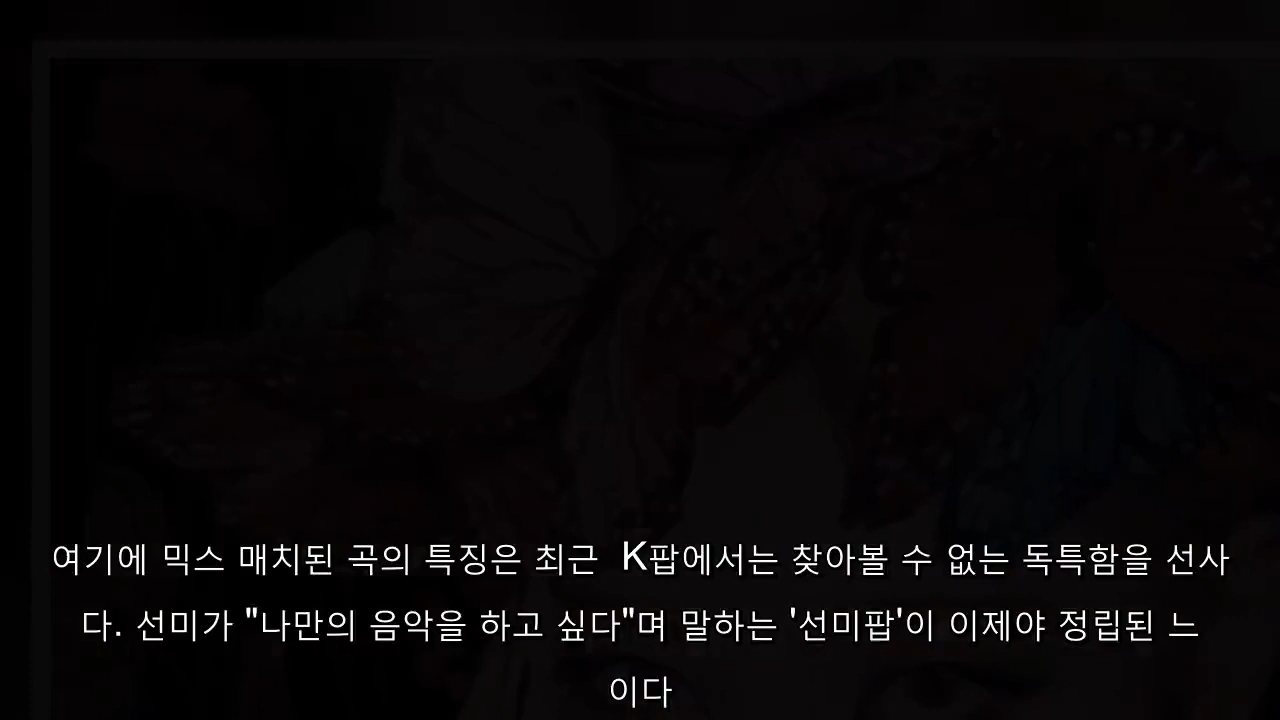 여기에 믹스 매치된 곡의 특징은 최근 K팝에서는 찾아볼 수 없는 독특함을 선사
다. 선미가 "나만의 음악을 하고 싶다"며 말하는 '선미팝'이 이제야 정립된 느
이다